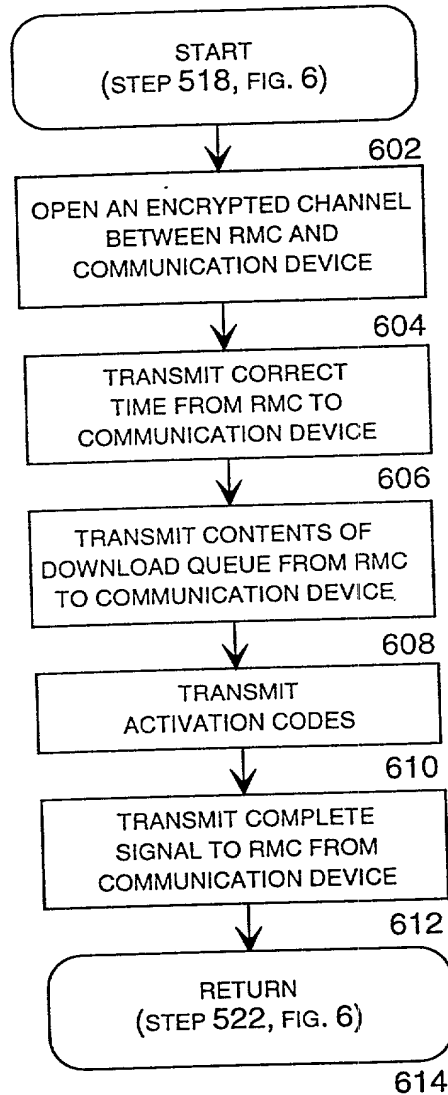 START
(STEP 518, FIG. 6)
602
OPEN AN ENCRYPTED CHANNEL
BETWEEN RMC AND
COMMUNICATION DEVICE
604
TRANSMIT CORRECT
TIME FROM RMC TO
COMMUNICATION DEVICE
606
TRANSMIT CONTENTS OF
DOWNLOAD QUEUE FROM RMC
TO COMMUNICATION DEVICE
608
TRANSMIT
ACTIVATION CODES
610
TRANSMIT COMPLETE
SIGNAL TO RMC FROM
COMMUNICATION DEVICE
612
RETURN
(STEP 522, FIG. 6)
614